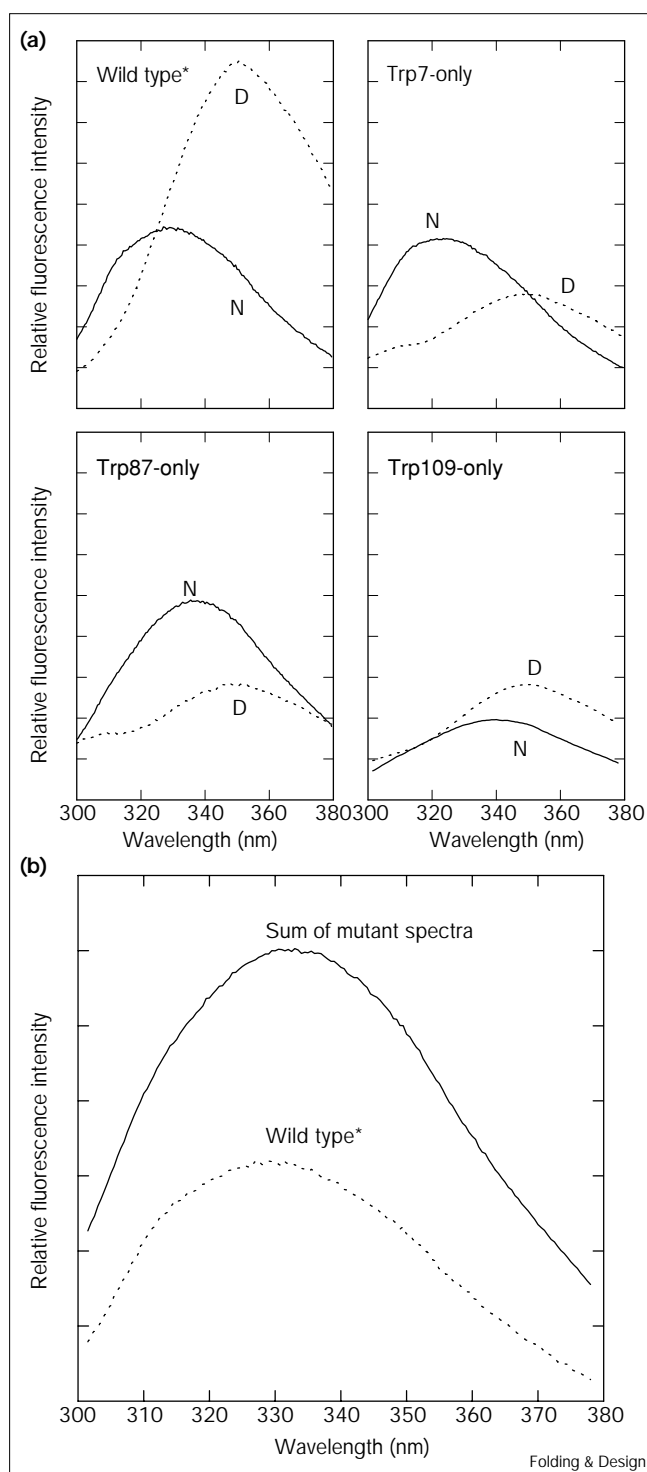 (a)
Wild type*
D
N
Relative fluorescence intensity
Trp7-only
N
D
Trp87-only
N
D
Relative fluorescence intensity
300 320 340 360 380
Wavelength (nm)
Trp109-only
D
N
300 320 340 360 380
Wavelength (nm)
(b)
Sum of mutant spectra
Wild type*
Relative fluorescence intensity
300 310 320 330 340 350 360 370 380
Wavelength (nm)
Folding & Design